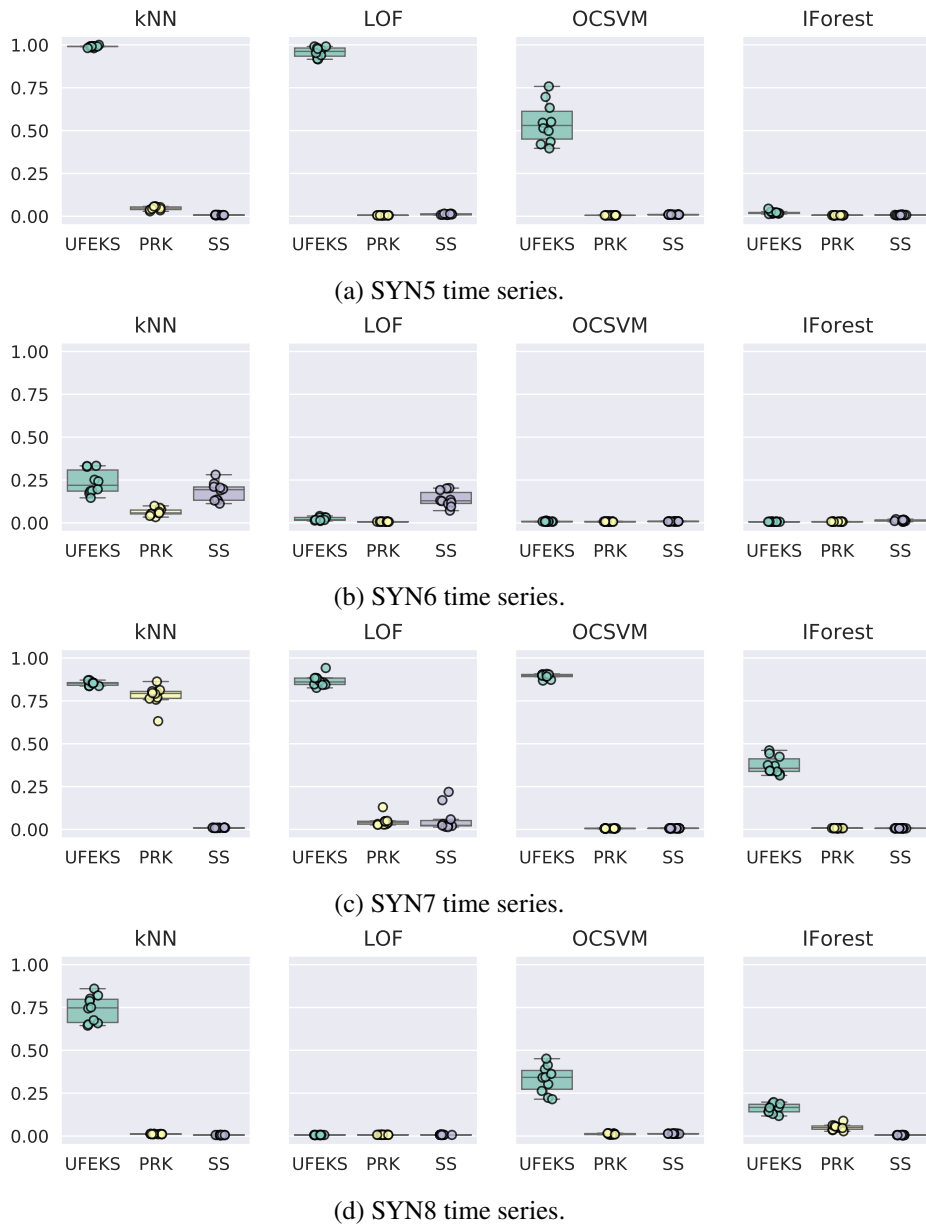 kNN LOF OCSVM IForest
1.00
0.75
0.50
0.25
0.00
UFEKS PRK SS UFEKS PRK SS UFEKS PRK SS UFEKS PRK SS
(a) SYN5 time series.
kNN LOF OCSVM IForest
1.00
0.75
0.50
0.25
0.00
UFEKS PRK SS UFEKS PRK SS UFEKS PRK SS UFEKS PRK SS
(b) SYN6 time series.
kNN LOF OCSVM IForest
1.00
0.75
0.50
0.25
0.00
UFEKS PRK SS UFEKS PRK SS UFEKS PRK SS UFEKS PRK SS
(c) SYN7 time series.
kNN LOF OCSVM IForest
1.00
0.75
0.50
0.25
0.00
UFEKS PRK SS UFEKS PRK SS UFEKS PRK SS UFEKS PRK SS
(d) SYN8 time series.